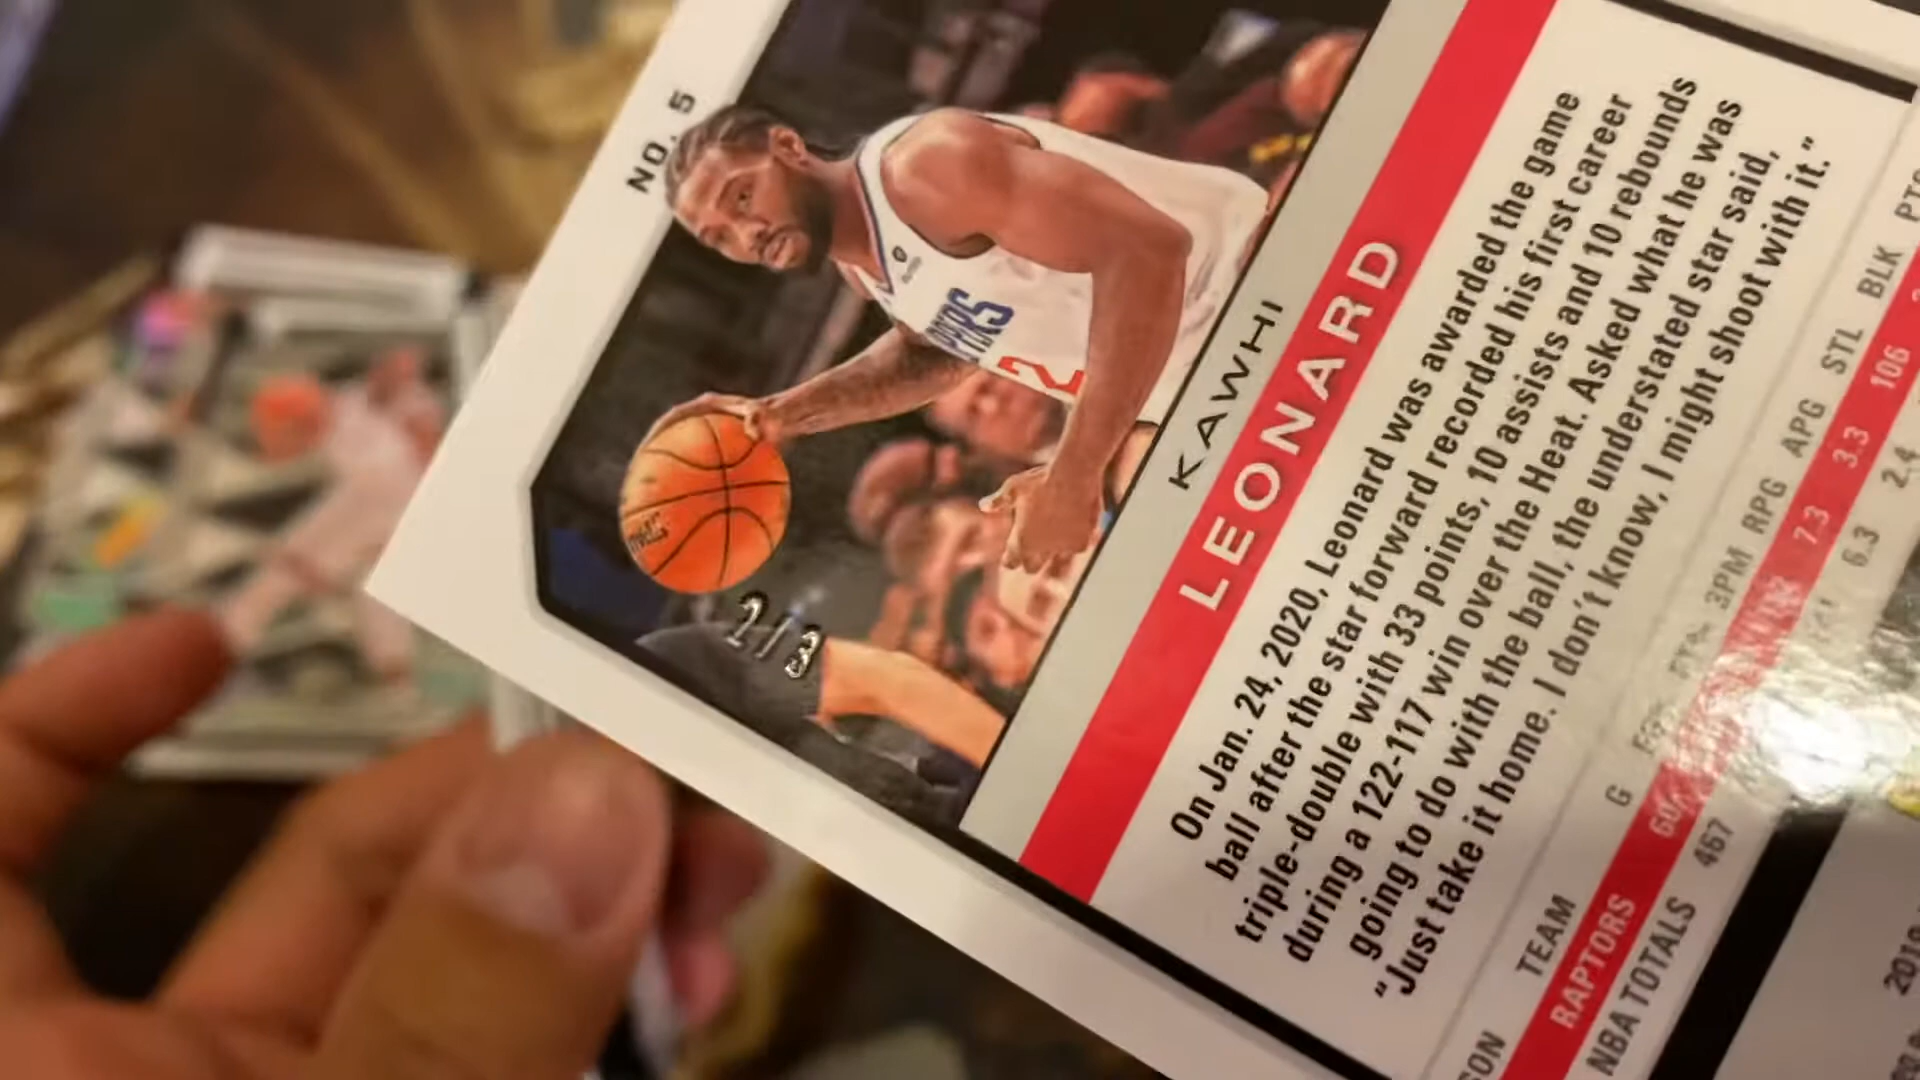 NO. 5
2
2/3
KAWHI
LEONARD
On Jan. 24, 2020, Leonard was awarded the game
ball after the star forward recorded his first career
triple-double with 33 points, 10 assists and 10 rebounds
during a 122-117 win over the Heat. Asked what he was
going to do with the ball, the understated star said,
“Just take it home. I don't know, I might shoot with it.”
TEAM G 3PM RPG APG STL BLK PTS
RAPTORS 7.3 3.3 106
NBA TOTALS 467 6.3 2.4